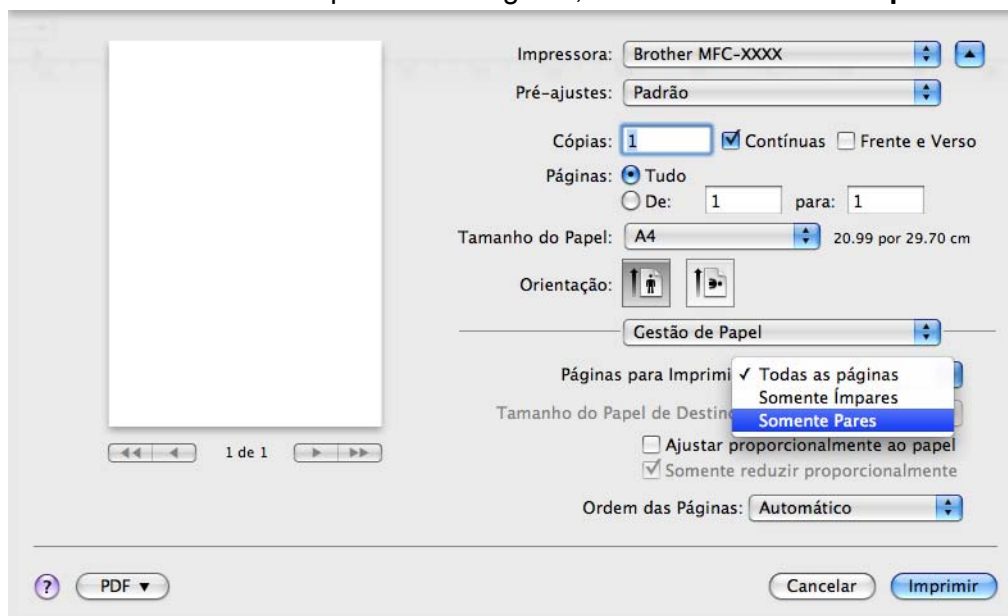 Impressora: Brother MFC-XXXX
Pré-ajustes: Padrão
Cópias: 1 Contínuas Frente e Verso
Páginas: Tudo
De: 1 para: 1
Tamanho do Papel: A4 20.99 por 29.70 cm
Orientação:
Gestão de Papel
Páginas para Imprimi ✓ Todas as páginas
Somente Ímpares
Tamanho do Papel de Destin Somente Pares
Ajustar proporcionalmente ao papel
1 de 1
Somente reduzir proporcionalmente
Ordem das Páginas: Automático
? PDF ▼ Cancelar Imprimir